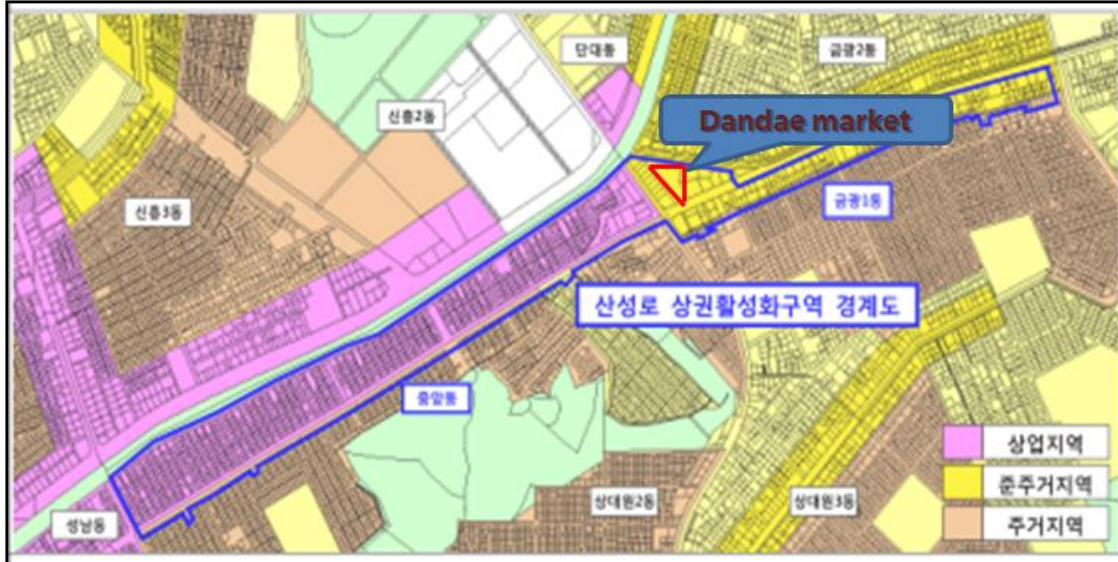 단대동
금광2동
신흥2동
Dandae market
신흥3동
금광1동
산성로 상권활성화구역 경계도
중앙동
상업지역
준주거지역
주거지역
상대원2동
상대원3동
성남동